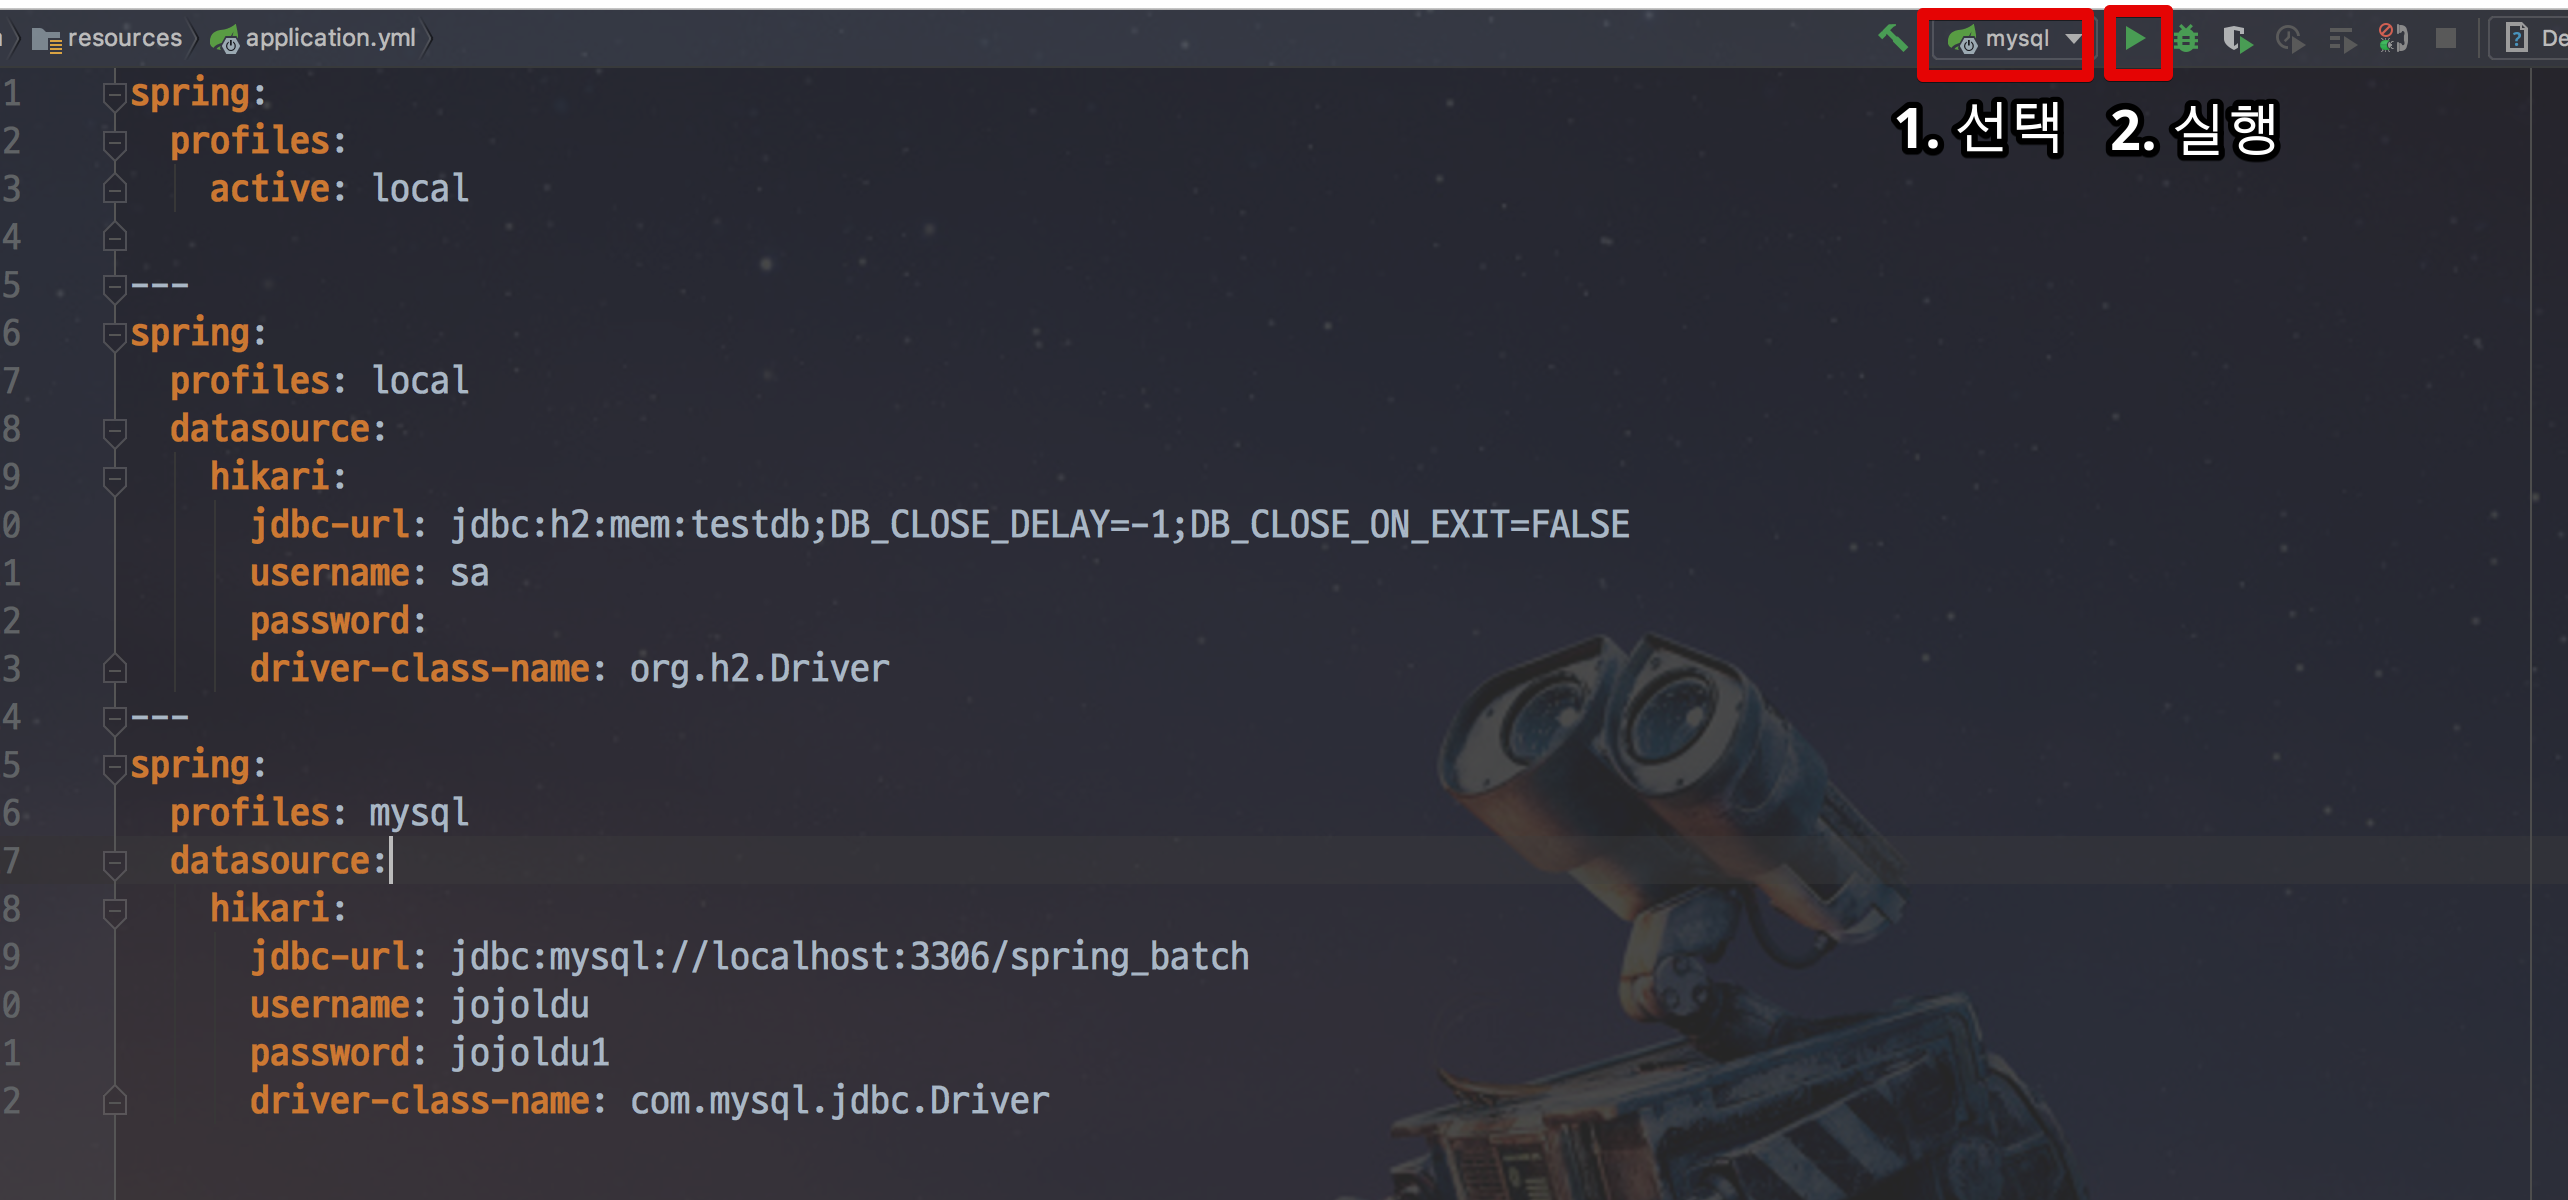 resources application.yml mysql De
1. 선택 2. 실행
1 spring:
2   profiles:
3     active: local
4
5 ---
6 spring:
7   profiles: local
8   datasource:
9     hikari:
0       jdbc-url: jdbc:h2:mem:testdb;DB_CLOSE_DELAY=-1;DB_CLOSE_ON_EXIT=FALSE
1       username: sa
2       password:
3       driver-class-name: org.h2.Driver
4 ---
5 spring:
6   profiles: mysql
7   datasource:
8     hikari:
9       jdbc-url: jdbc:mysql://localhost:3306/spring_batch
0       username: jojoldu
1       password: jojoldu1
2       driver-class-name: com.mysql.jdbc.Driver